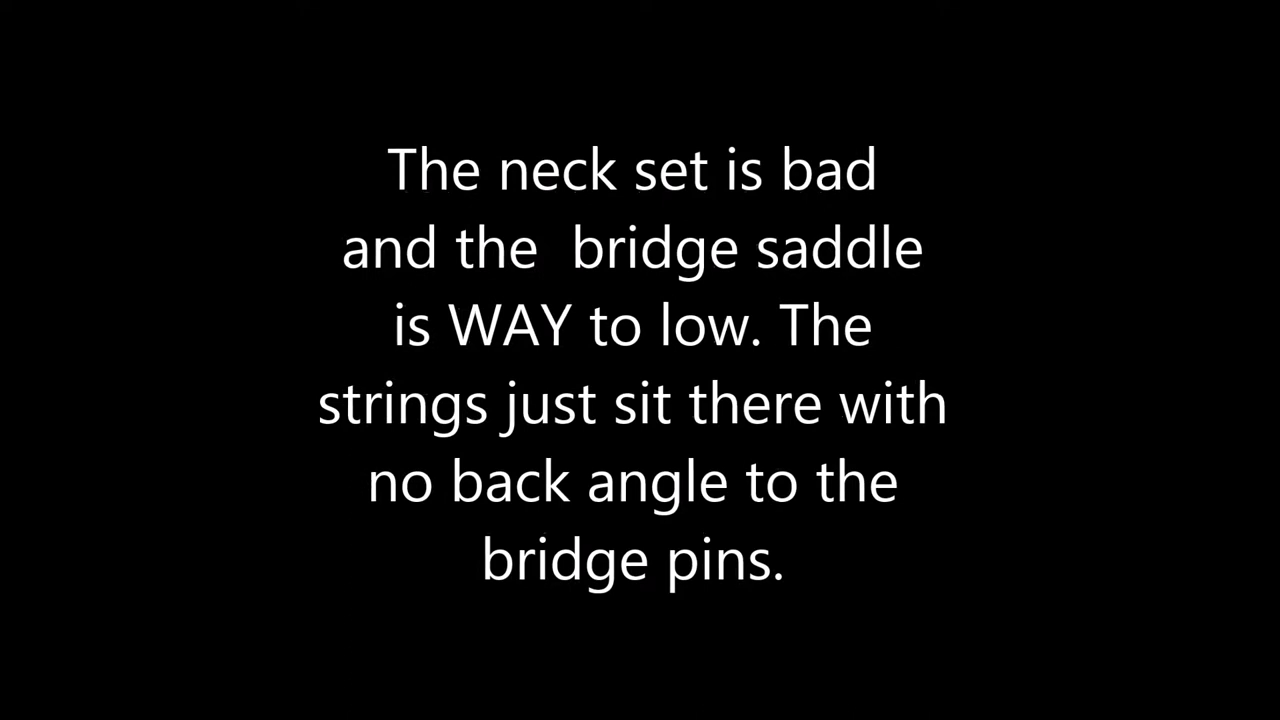 The neck set is bad
and the  bridge saddle
is WAY to low. The
strings just sit there with
no back angle to the
bridge pins.